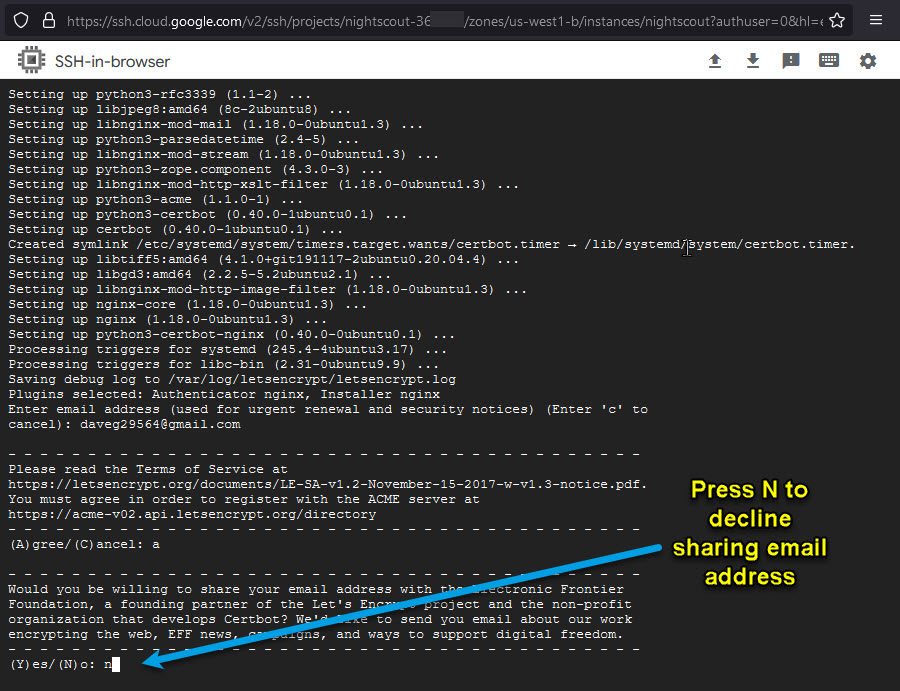 https://ssh.cloud.google.com/v2/ssh/projects/nightscout-36 /zones/us-west1-b/instances/nightscout?authuser=0&hl=e
SSH-in-browser
Setting up python3-rfc3339 (1.1-2) ...
Setting up libjpeg8:amd64 (8c-2ubuntu8) ...
Setting up libnginx-mod-mail (1.18.0-0ubuntu1.3) ...
Setting up python3-parsedatetime (2.4-5) ...
Setting up libnginx-mod-stream (1.18.0-0ubuntu1.3) ...
Setting up python3-zope.component (4.3.0-3) ...
Setting up libnginx-mod-http-xslt-filter (1.18.0-0ubuntu1.3) ...
Setting up python3-acme (1.1.0-1) ...
Setting up python3-certbot (0.40.0-1ubuntu0.1) ...
Setting up certbot (0.40.0-1ubuntu0.1) ...
Created symlink /etc/systemd/system/timers.target.wants/certbot.timer → /lib/systemd/system/certbot.timer.
Setting up libtiff5:amd64 (4.1.0+git191117-2ubuntu0.20.04.4) ...
Setting up libgd3:amd64 (2.2.5-5.2ubuntu2.1) ...
Setting up libnginx-mod-http-image-filter (1.18.0-0ubuntu1.3) ...
Setting up nginx-core (1.18.0-0ubuntu1.3) ...
Setting up nginx (1.18.0-0ubuntu1.3) ...
Setting up python3-certbot-nginx (0.40.0-0ubuntu0.1) ...
Processing triggers for systemd (245.4-4ubuntu3.17) ...
Processing triggers for libc-bin (2.31-0ubuntu9.9) ...
Saving debug log to /var/log/letsencrypt/letsencrypt.log
Plugins selected: Authenticator nginx, Installer nginx
Enter email address (used for urgent renewal and security notices) (Enter 'c' to
cancel): daveg29564@gmail.com
- - - - - - - - - - - - - - - - - - - - - - - - - - - - - - - - - - - - - - - -
Please read the Terms of Service at
https://letsencrypt.org/documents/LE-SA-v1.2-November-15-2017-w-v1.3-notice.pdf.
You must agree in order to register with the ACME server at
https://acme-v02.api.letsencrypt.org/directory
- - - - - - - - - - - - - - - - - - - - - - - - - - - - - - - - - - - - - - - -
(A)gree/(C)ancel: a
- - - - - - - - - - - - - - - - - - - - - - - - - - - - - - - - - - - - - - - -
Would you be willing to share your email address with the Electronic Frontier
Foundation, a founding partner of the Let's Encrypt project and the non-profit
organization that develops Certbot? We'd like to send you email about our work
encrypting the web, EFF news, campaigns, and ways to support digital freedom.
- - - - - - - - - - - - - - - - - - - - - - - - - - - - - - - - - - - - - - - -
(Y)es/(N)o: n
Press N to
decline
sharing email
address